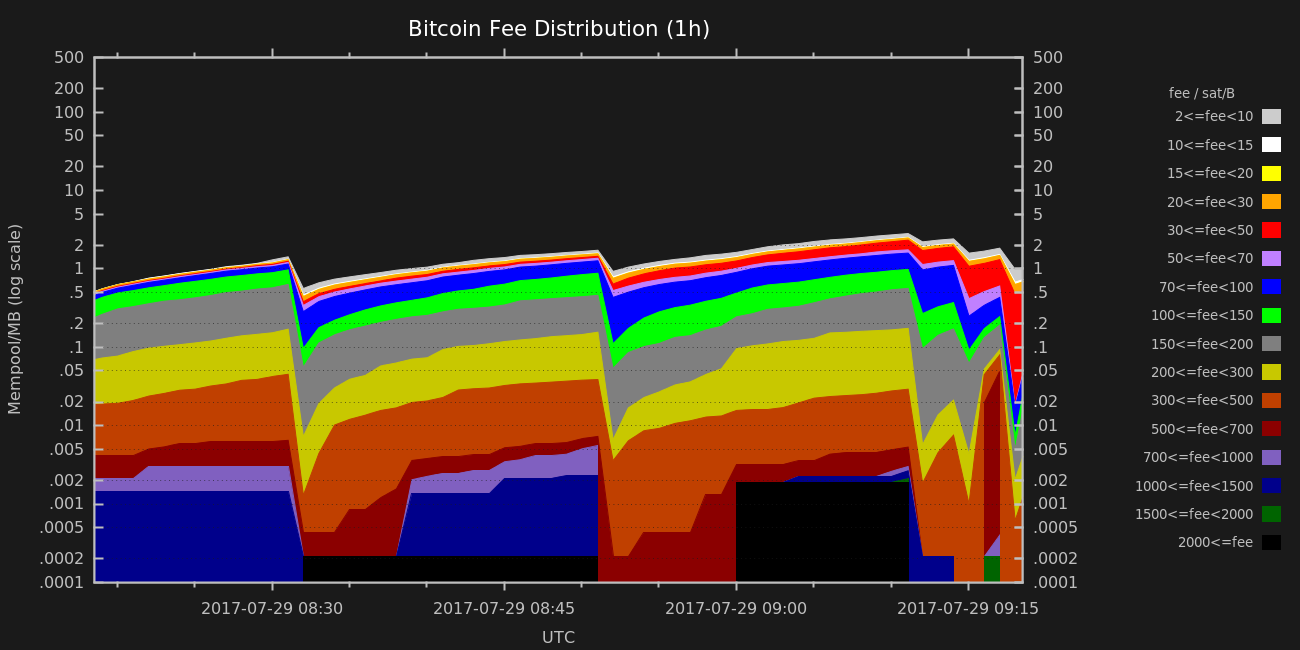 Bitcoin Fee Distribution (1h)
500 500
200 200
100 100
50 50
20 20
10 10
5 5
2 2
1 1
.5 .5
.2 .2
.1 .1
.05 .05
.02 .02
.01 .01
.005 .005
.002 .002
.001 .001
.0005 .0005
.0002 .0002
.0001 .0001
Mempool/MB (log scale)
2017-07-29 08:30 2017-07-29 08:45 2017-07-29 09:00 2017-07-29 09:15
UTC
fee / sat/B
2<=fee<10
10<=fee<15
15<=fee<20
20<=fee<30
30<=fee<50
50<=fee<70
70<=fee<100
100<=fee<150
150<=fee<200
200<=fee<300
300<=fee<500
500<=fee<700
700<=fee<1000
1000<=fee<1500
1500<=fee<2000
2000<=fee